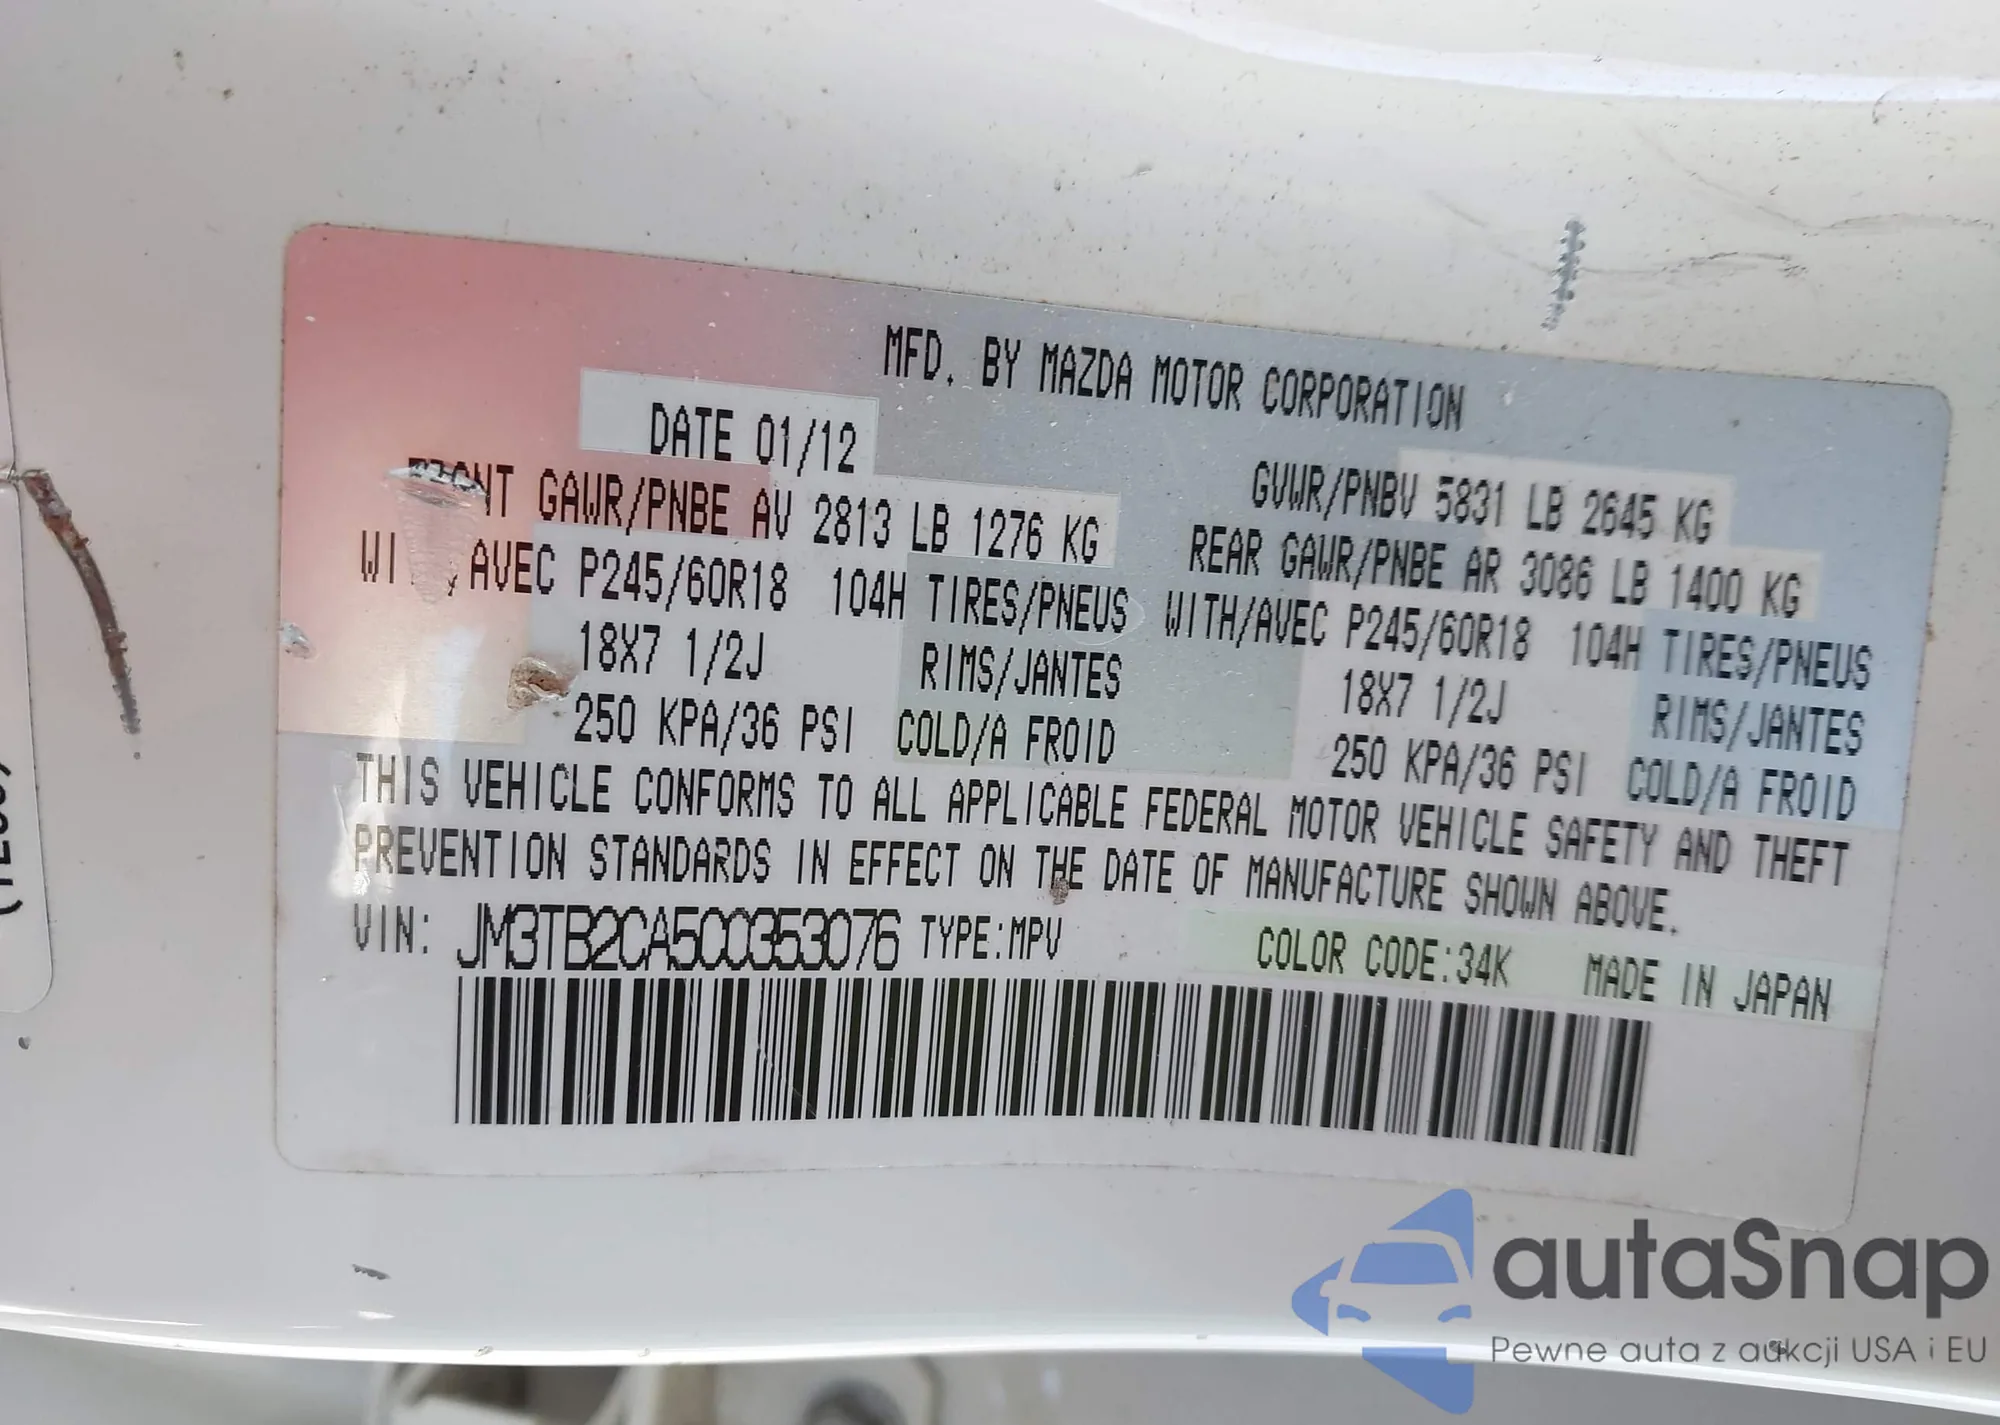 MFD. BY MAZDA MOTOR CORPORATION
DATE 01/12
GVWR/PNBV 5831 LB 2645 KG
FRONT GAWR/PNBE AV 2813 LB 1276 KG
REAR GAWR/PNBE AR 3086 LB 1400 KG
AVEC P245/60R18 104H TIRES/PNEUS
WITH/AVEC P245/60R18 104H TIRES/PNEUS
18X7 1/2J RIMS/JANTES
18X7 1/2J RIMS/JANTES
250 KPA/36 PSI COLD/A FROID
250 KPA/36 PSI COLD/A FROID
THIS VEHICLE CONFORMS TO ALL APPLICABLE FEDERAL MOTOR VEHICLE SAFETY AND THEFT
PREVENTION STANDARDS IN EFFECT ON THE DATE OF MANUFACTURE SHOWN ABOVE.
VIN: JM3TB2CA5C0353076 TYPE:MPV COLOR CODE:34K MADE IN JAPAN
autaSnap
Pewne auta z aukcji USA i EU